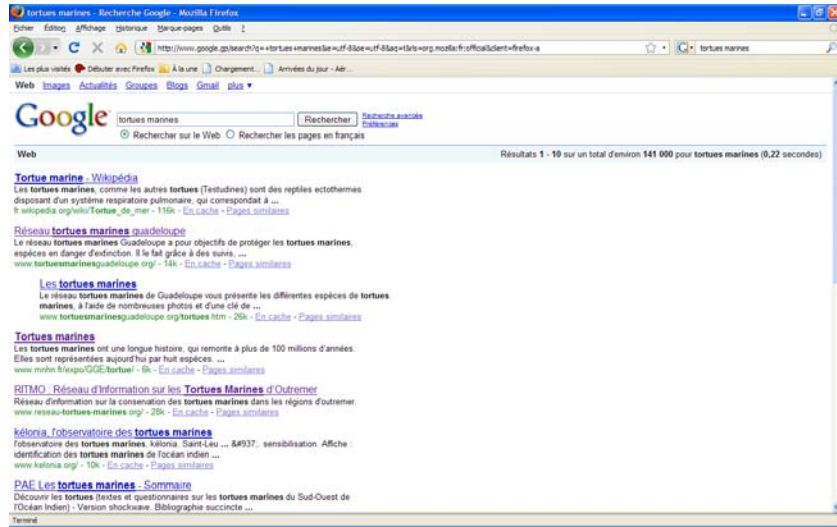 tortues marines - Recherche Google - Mozilla Firefox
Fichier Édition Affichage Historique Marque-pages Outils ?
http://www.google.gp/search?q=+tortues+marines&ie=utf-8&oe=utf-8&aq=t&rls=org.mozilla:fr:official&client=firefox-a
tortues marines
Les plus visités Débuter avec Firefox À la une Chargement... Arrivées du jour - Aér...
Web Images Actualités Groupes Blogs Gmail plus ▼
Google tortues marines Rechercher Recherche avancée
Préférences
Rechercher sur le Web Rechercher les pages en français
Web Résultats 1 - 10 sur un total d'environ 141 000 pour tortues marines (0,22 secondes)
Tortue marine - Wikipédia
Les tortues marines, comme les autres tortues (Testudines) sont des reptiles ectothermes
disposant d'un système respiratoire pulmonaire, qui correspondait à ...
fr.wikipedia.org/wiki/Tortue_de_mer - 116k - En cache - Pages similaires
Réseau tortues marines guadeloupe
Le réseau tortues marines Guadeloupe a pour objectifs de protéger les tortues marines,
espèces en danger d'extinction. Il le fait grâce à des suivis, ...
www.tortuesmarinesguadeloupe.org/ - 14k - En cache - Pages similaires
Les tortues marines
Le réseau tortues marines de Guadeloupe vous présente les différentes espèces de tortues
marines, à l'aide de nombreuses photos et d'une clé de ...
www.tortuesmarinesguadeloupe.org/tortues.htm - 26k - En cache - Pages similaires
Tortues marines
Les tortues marines ont une longue histoire, qui remonte à plus de 100 millions d'années.
Elles sont représentées aujourd'hui par huit espèces. ...
www.mnhn.fr/expo/GGE/tortue/ - 6k - En cache - Pages similaires
RITMO : Réseau d'Information sur les Tortues Marines d'Outremer
Réseau d'information sur la conservation des tortues marines dans les régions d'outremer.
www.reseau-tortues-marines.org/ - 28k - En cache - Pages similaires
kélonia, l'observatoire des tortues marines
l'observatoire des tortues marines, kélonia. Saint-Leu ... &#937;. sensibilisation. Affiche :
identification des tortues marines de l'océan indien ...
www.kelonia.org/ - 10k - En cache - Pages similaires
PAE Les tortues marines - Sommaire
Découvrir les tortues (textes et questionnaires sur les tortues marines du Sud-Ouest de
l'Océan Indien) - Version shockwave. Bibliographie succincte ...
Terminé